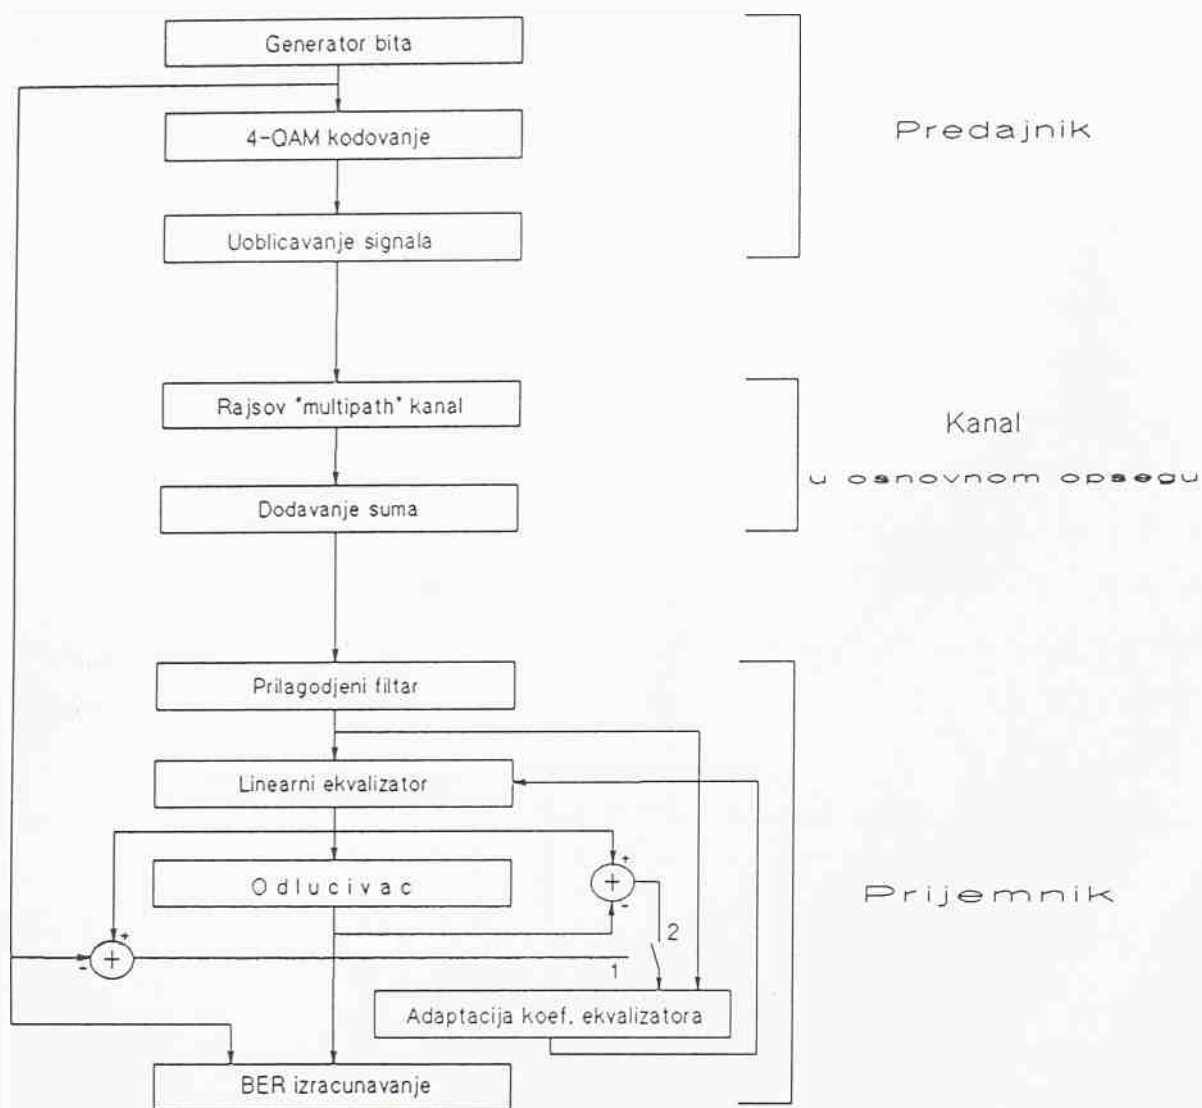 Generator bita
4-QAM kodovanje
Predajnik
Uoblicavanje signala
Rajsov "multipath" kanal
Kanal
u osnovnom opsegu
Dodavanje suma
Prilagodjeni filtar
Linearni ekvalizator
+
+
Odlucivac
+
-
Prijemnik
+
2
-
+
1
Adaptacija koef. ekvalizatora
BER izracunavanje